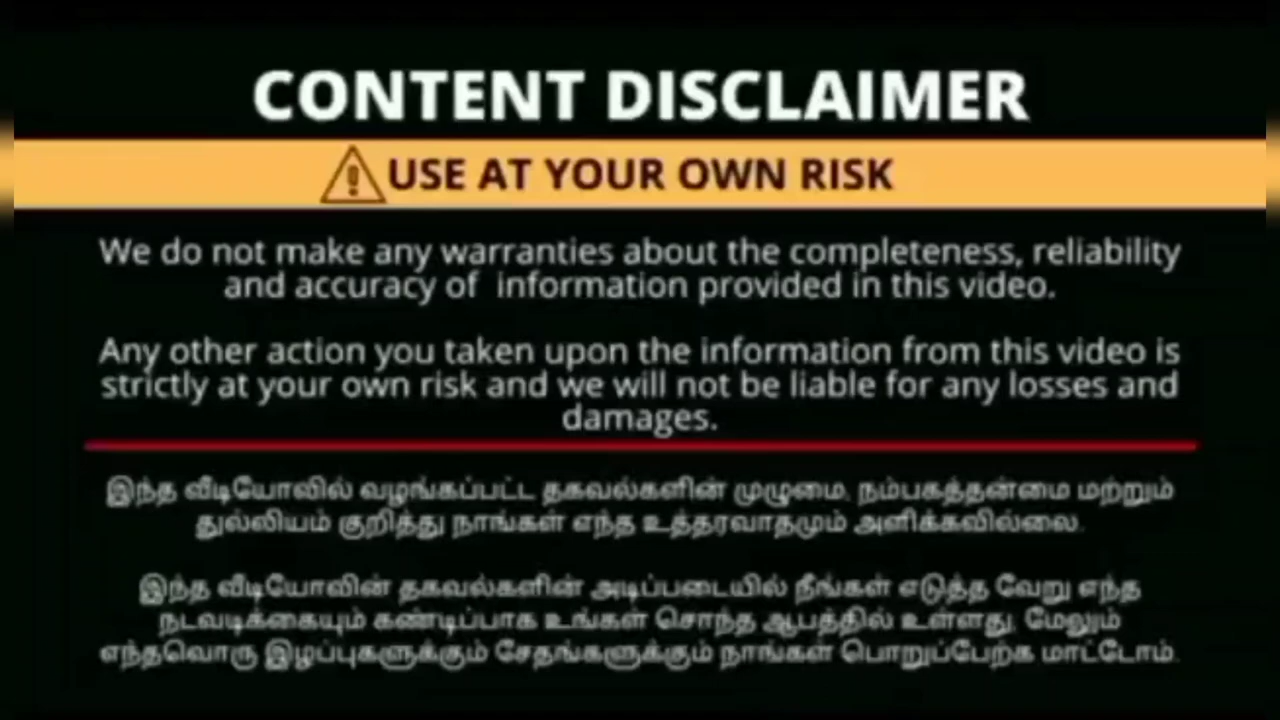 CONTENT DISCLAIMER
USE AT YOUR OWN RISK
We do not make any warranties about the completeness, reliability
and accuracy of information provided in this video.
Any other action you taken upon the information from this video is
strictly at your own risk and we will not be liable for any losses and
damages.
இந்த வீடியோவில் வழங்கப்பட்ட தகவல்களின் முழுமை, நம்பகத்தன்மை மற்றும்
துல்லியம் குறித்து நாங்கள் எந்த உத்தரவாதமும் அளிக்கவில்லை.
இந்த வீடியோவின் தகவல்களின் அடிப்படையில் நீங்கள் எடுத்த வேறு எந்த
நடவடிக்கையும் கண்டிப்பாக உங்கள் சொந்த ஆபத்தில் உள்ளது, மேலும்
எந்தவொரு இழப்புகளுக்கும் சேதங்களுக்கும் நாங்கள் பொறுப்பேற்க மாட்டோம்.